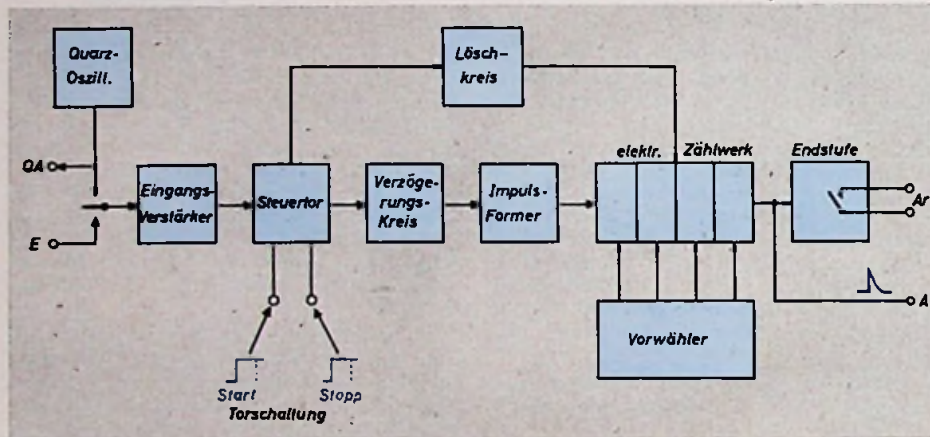 Quarz-
Oszill.
Lösch-
kreis
QA
E
Eingangs-
Verstärker
Steuertor
Verzöge-
rungs-
Kreis
Impuls-
Former
elektr. Zählwerk
Endstufe
Ar
A
Vorwähler
Start
Stopp
Torschaltung